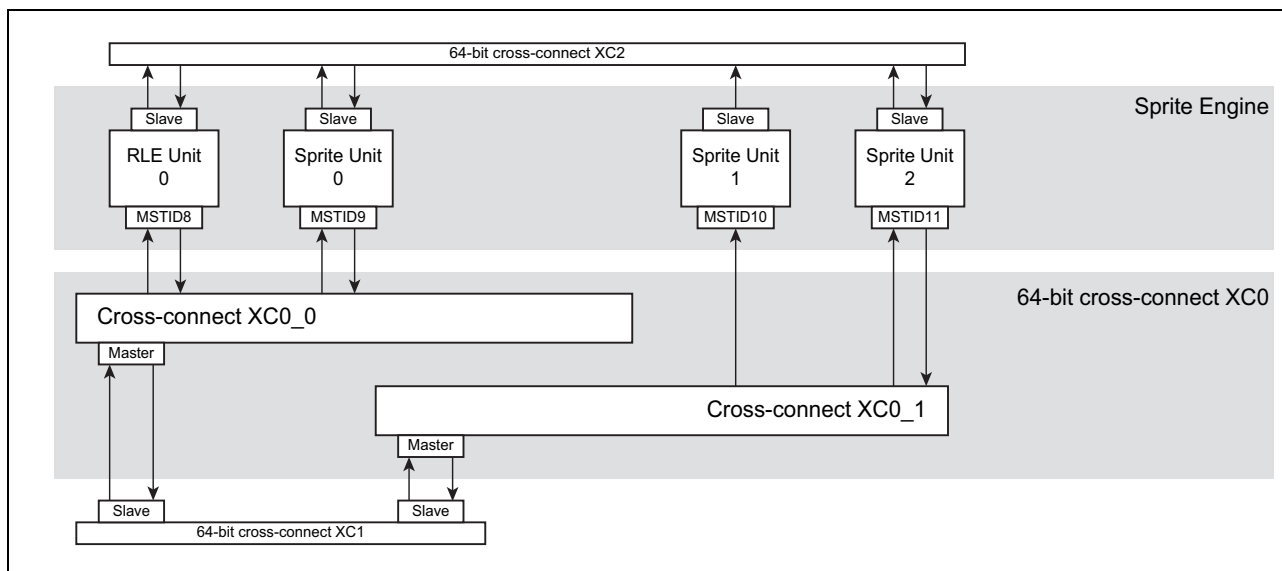 64-bit cross-connect XC2
Sprite Engine
Slave
Slave
Slave
Slave
RLE Unit
0
Sprite Unit
0
Sprite Unit
1
Sprite Unit
2
MSTID8
MSTID9
MSTID10
MSTID11
64-bit cross-connect XC0
Cross-connect XC0_0
Master
Cross-connect XC0_1
Master
Slave
Slave
64-bit cross-connect XC1